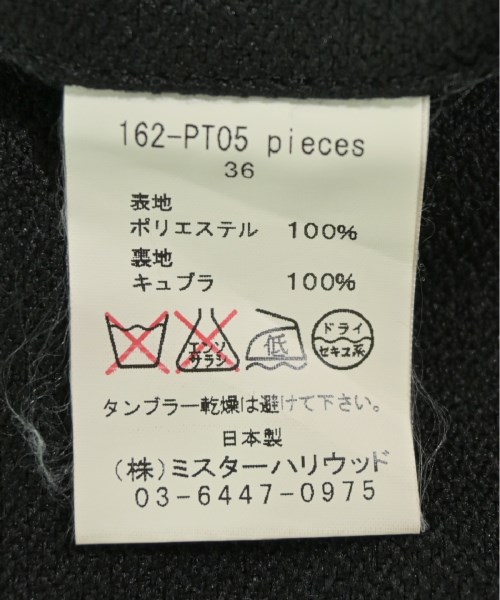 162-PT05 pieces
36
表地
ポリエステル 100%
裏地
キュプラ 100%
エンソ
サラシ
低
ドライ
セキユ系
タンブラー乾燥は避けて下さい。
日本製
(株)ミスターハリウッド
03-6447-0975